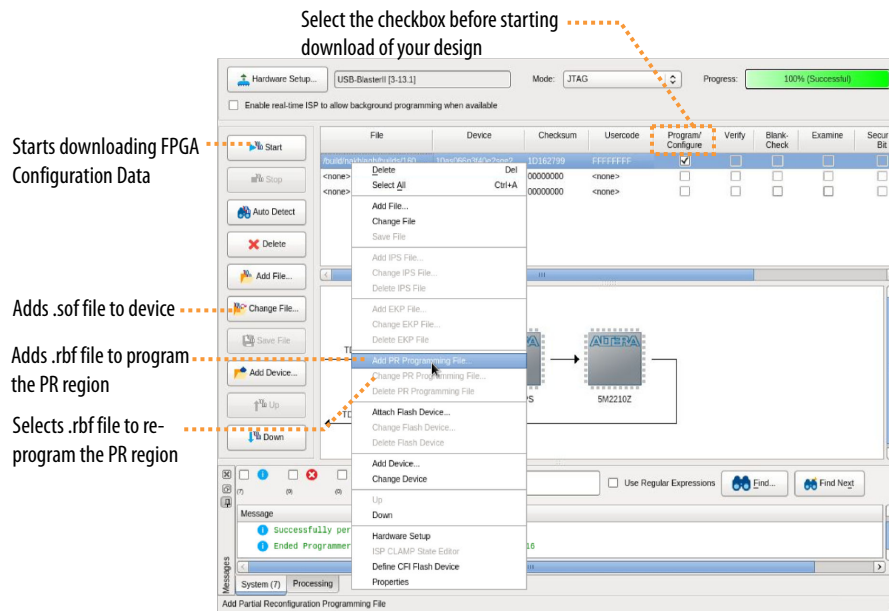 Select the checkbox before starting
download of your design
Hardware Setup...
USB-BlasterII [3-13.1]
Mode:
JTAG
Progress:
100% (Successful)
Enable real-time ISP to allow background programming when available
Starts downloading FPGA
Configuration Data
Adds .sof file to device
Adds .rbf file to program
the PR region
Selects .rbf file to re-
program the PR region
Start
Stop
Auto Detect
Delete
Add File...
Change File...
Save File
Add Device...
Up
Down
File
Device
Checksum
Usercode
Program/
Configure
Verify
Blank-
Check
Examine
Secur
Bit
1D162799
FFFFFFFF
<none>
00000000
<none>
<none>
00000000
<none>
Delete Del
Select All Ctrl+A
Add File...
Change File
Save File
Add IPS File...
Change IPS File...
Delete IPS File
Add EKP File...
Change EKP File...
Delete EKP File
Add PR Programming File...
Change PR Programming File...
Delete PR Programming File
Attach Flash Device...
Change Flash Device...
Delete Flash Device
Add Device...
Change Device
Up
Down
Hardware Setup
ISP CLAMP State Editor
Define CFI Flash Device
Properties
ALTERA
5M2210Z
Use Regular Expressions
Find...
Find Next
Message
Successfully per
Ended Programmer
16
Messages
System (7)
Processing
Add Partial Reconfiguration Programming File